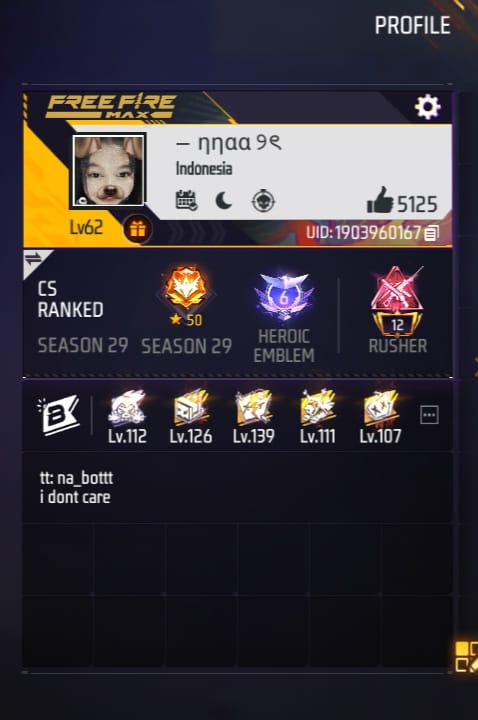 PROFILE
FREE FIRE
MAX
– ηηαα ୨୧
Indonesia
5125
Lv62
UID: 1903960167
CS
RANKED
SEASON 29
★ 50
SEASON 29
6
HEROIC
EMBLEM
12
RUSHER
B
Lv.112 Lv.126 Lv.139 Lv.111 Lv.107
tt: na_bottt
i dont care